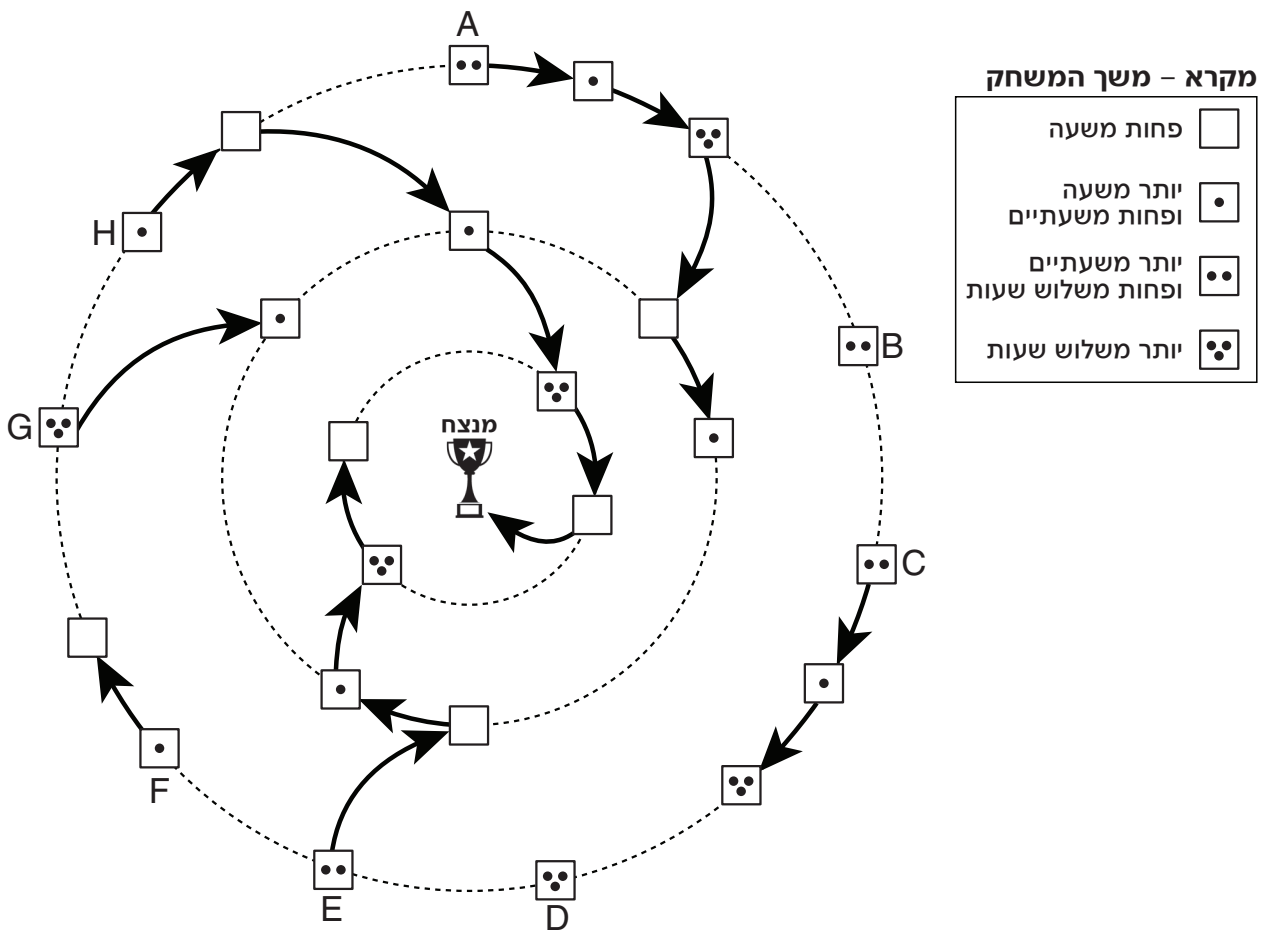 A
מקרא – משך המשחק
פחות משעה
יותר משעה
ופחות משעתיים
יותר משעתיים
ופחות משלוש שעות
יותר משלוש שעות
H
B
G
מנצח
C
F
E
D